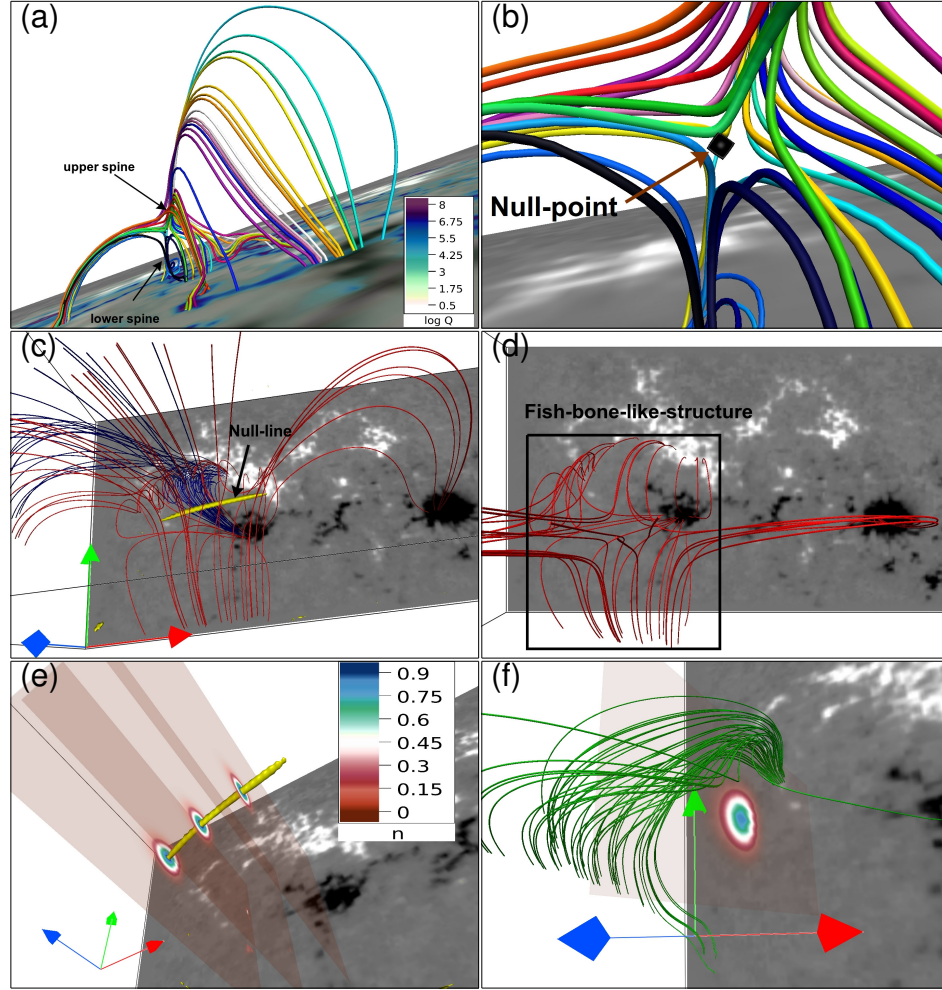 (a)
upper spine
lower spine
8
6.75
5.5
4.25
3
1.75
0.5
log Q
(b)
Null-point
(c)
Null-line
(d)
Fish-bone-like-structure
(e)
0.9
0.75
0.6
0.45
0.3
0.15
0
n
(f)